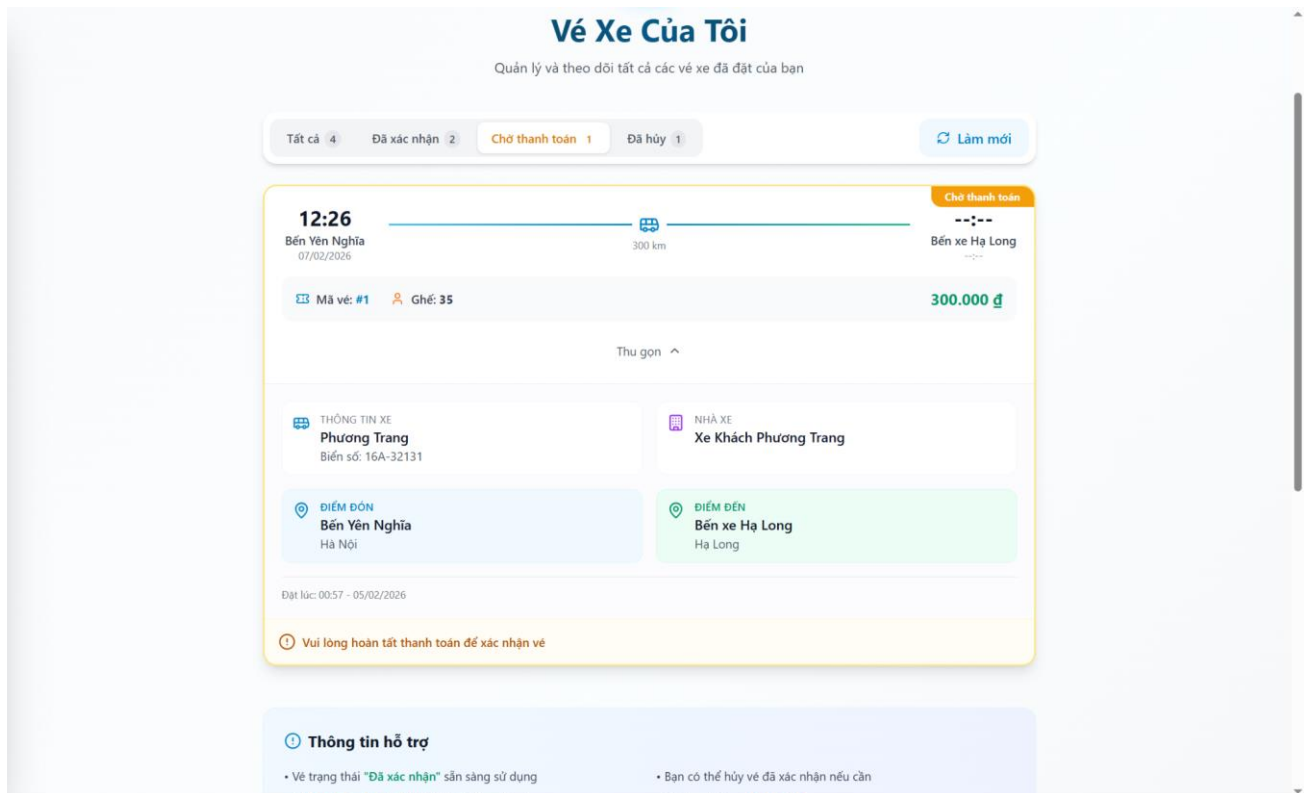 Vé Xe Của Tôi
Quản lý và theo dõi tất cả các vé xe đã đặt của bạn
Tất cả 4 Đã xác nhận 2 Chờ thanh toán 1 Đã hủy 1 Làm mới
Chờ thanh toán
12:26 --:--
Bến Yên Nghĩa 300 km Bến xe Hạ Long
07/02/2026 --:--
Mã vé: #1 Ghế: 35 300.000 ₫
Thu gọn
THÔNG TIN XE
Phương Trang
Biển số: 16A-32131
NHÀ XE
Xe Khách Phương Trang
ĐIỂM ĐÓN
Bến Yên Nghĩa
Hà Nội
ĐIỂM ĐẾN
Bến xe Hạ Long
Hạ Long
Đặt lúc: 00:57 - 05/02/2026
Vui lòng hoàn tất thanh toán để xác nhận vé
Thông tin hỗ trợ
• Vé trạng thái "Đã xác nhận" sẵn sàng sử dụng
• Bạn có thể hủy vé đã xác nhận nếu cần